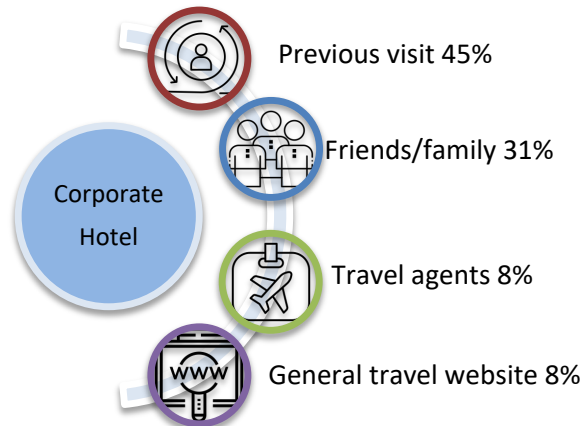 Previous visit 45%
Friends/family 31%
Corporate
Hotel
Travel agents 8%
General travel website 8%
www